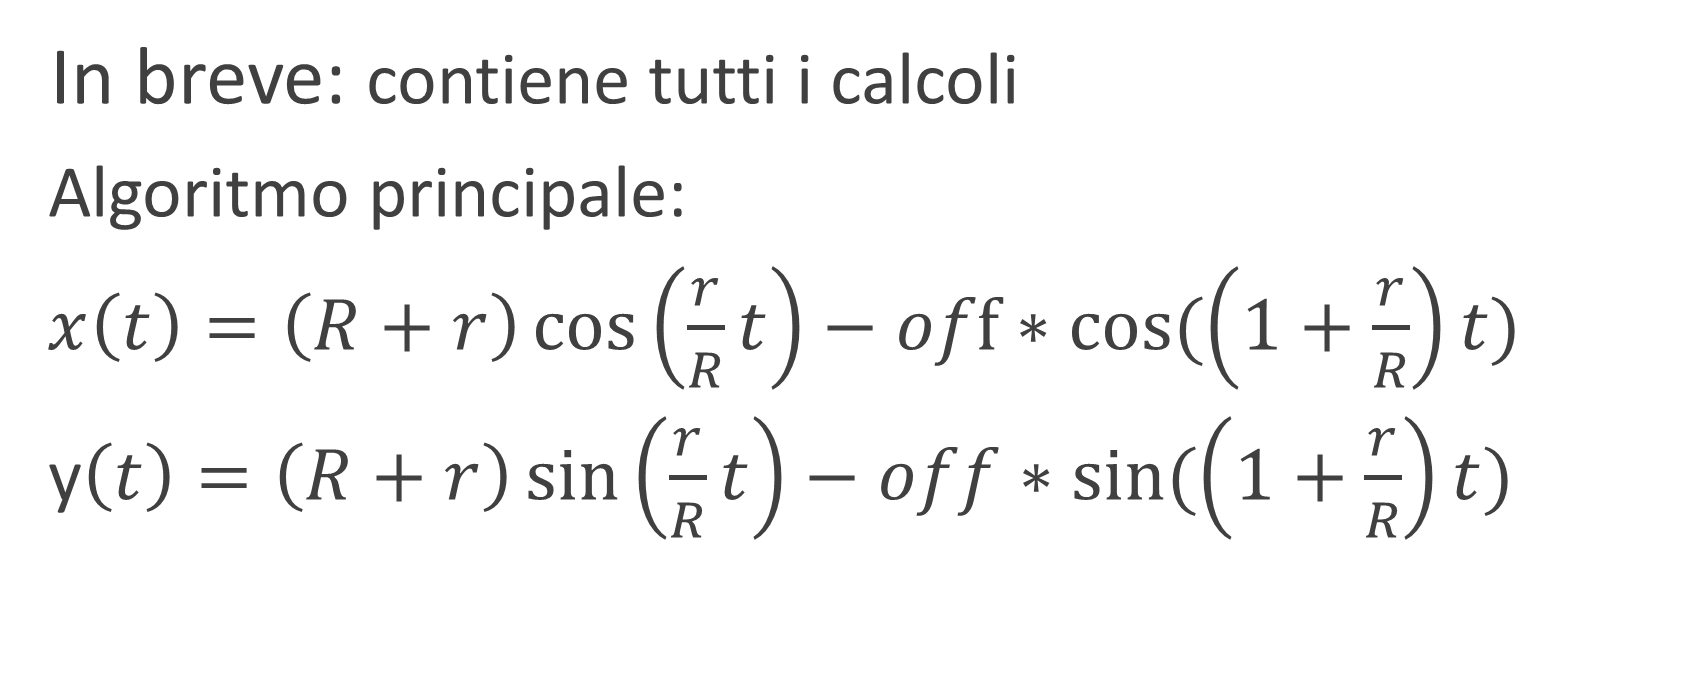 In breve: contiene tutti i calcoli
Algoritmo principale:
x(t) = (R + r) cos (r/R t) − off ∗ cos((1 + r/R) t)
y(t) = (R + r) sin (r/R t) − off ∗ sin((1 + r/R) t)